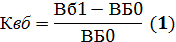 Квб = (Вб1 − ВБ0) / ВБ0 (1)